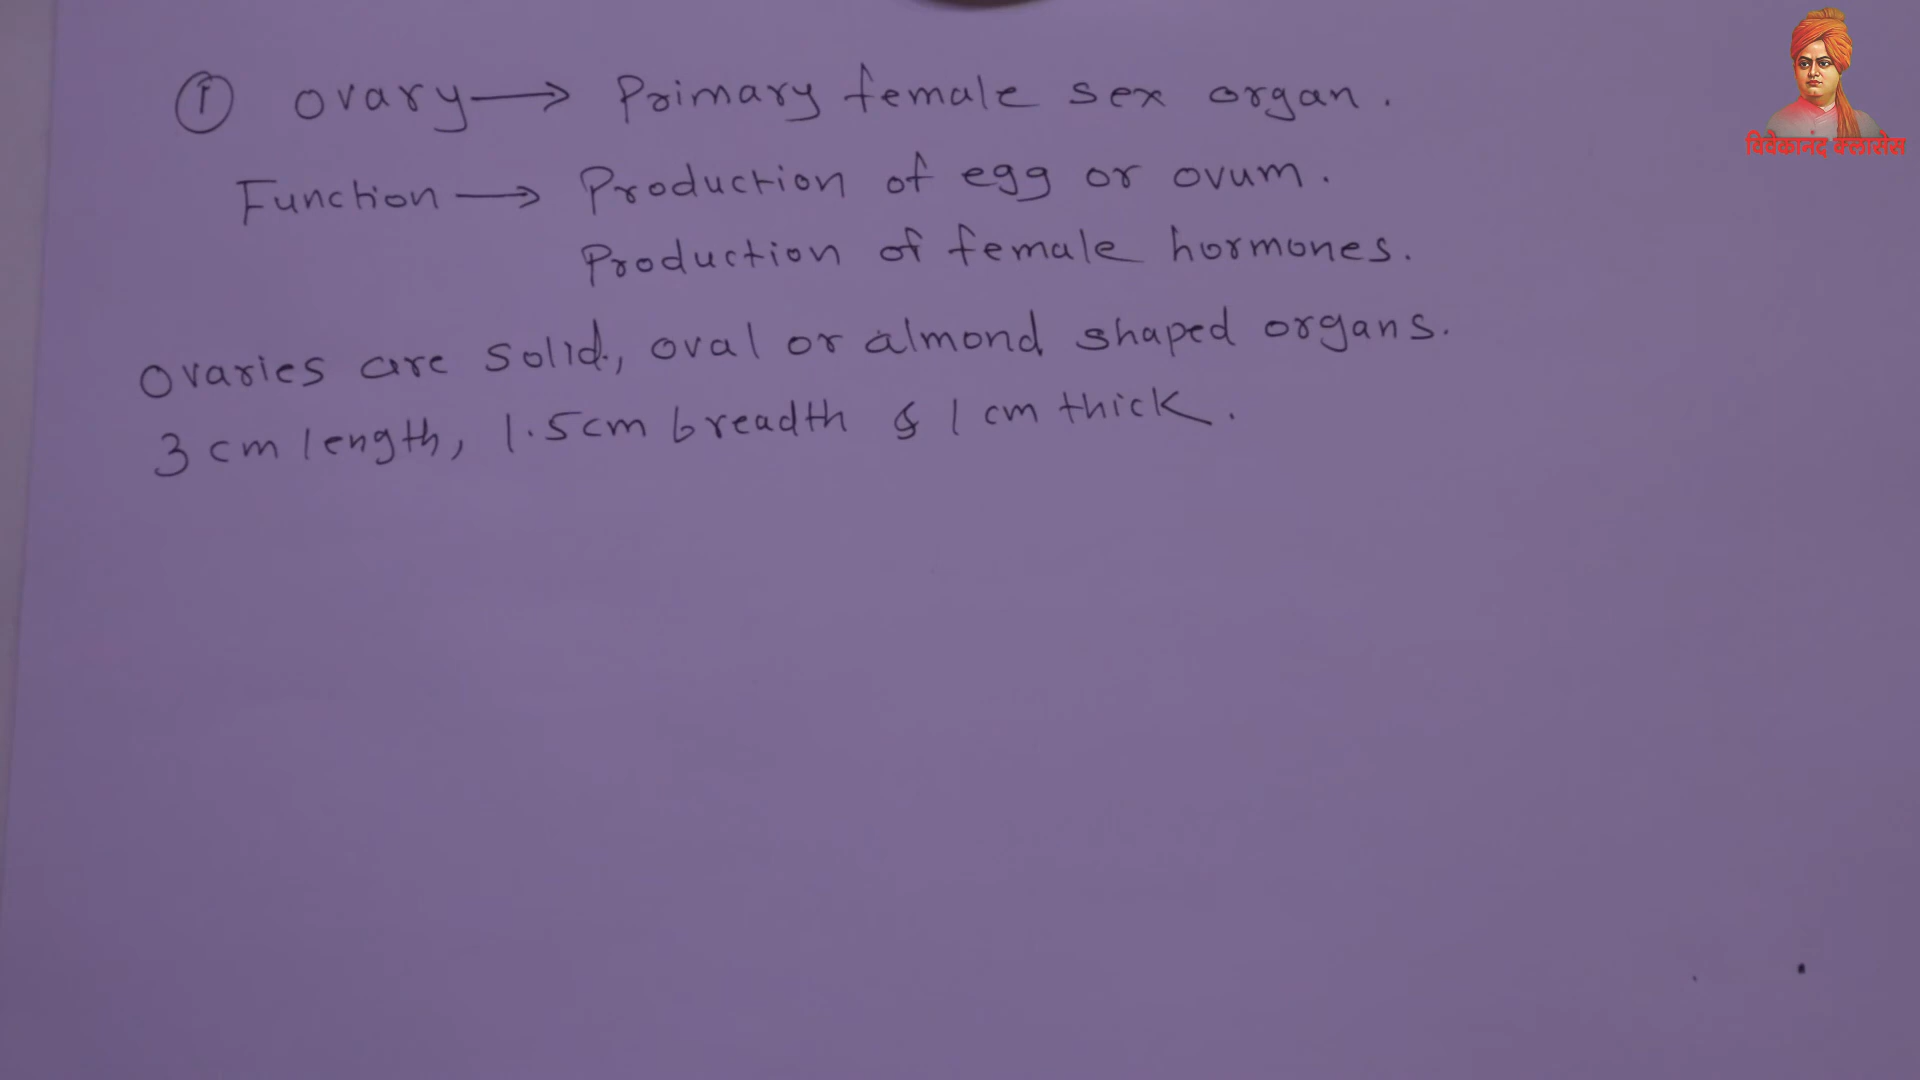 ① Ovary → Primary female sex organ.
Function → Production of egg or ovum.
Production of female hormones.
Ovaries are solid, oval or almond shaped organs.
3 cm length, 1.5cm breadth & 1 cm thick.
विवेकानंद क्लासेस